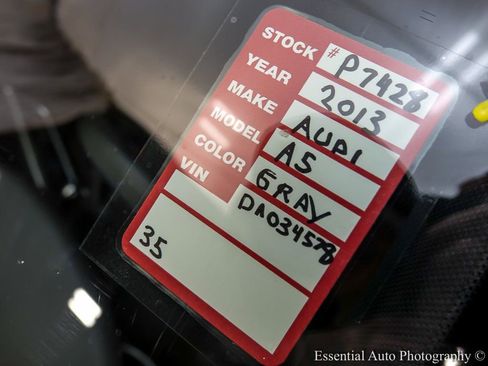 STOCK # P7428
YEAR 2013
MAKE AUDI
MODEL A5
COLOR GRAY
VIN DA034578
35
Essential Auto Photography ©